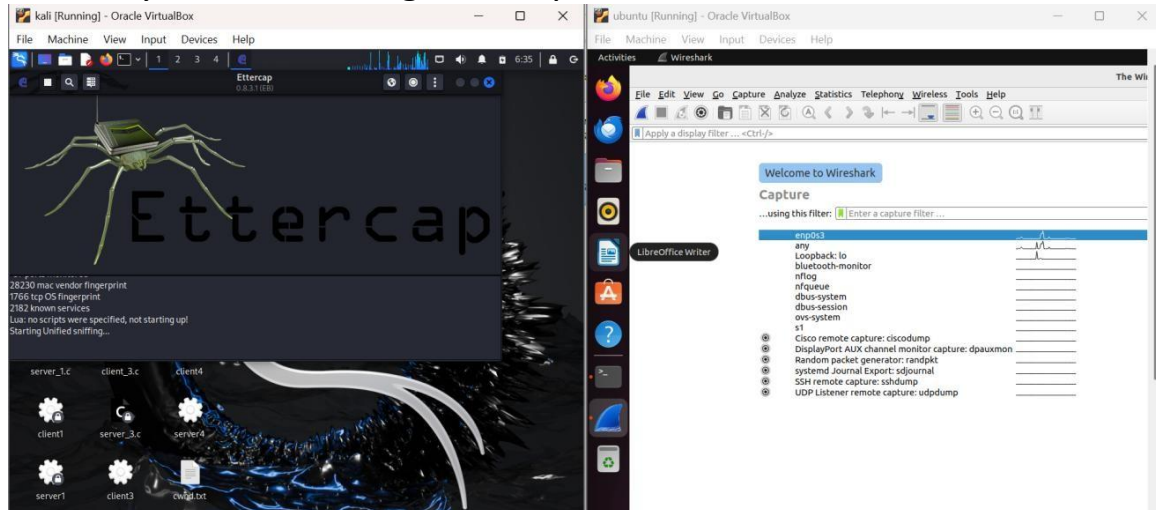 kali [Running] - Oracle VirtualBox
File Machine View Input Devices Help
1 2 3 4
6:35
Ettercap
0.8.3.1 (EB)
Ettercap
28230 mac vendor fingerprint
1766 tcp OS fingerprint
2182 known services
Lua: no scripts were specified, not starting up!
Starting Unified sniffing...
server_1.c client_3.c client4
client1 server_3.c server4
server1 client3 cwnd.txt
ubuntu [Running] - Oracle VirtualBox
File Machine View Input Devices Help
Activities Wireshark
The Wi
File Edit View Go Capture Analyze Statistics Telephony Wireless Tools Help
Apply a display filter ... <Ctrl-/>
Welcome to Wireshark
Capture
...using this filter: Enter a capture filter ...
enp0s3
any
Loopback: lo
bluetooth-monitor
nflog
nfqueue
dbus-system
dbus-session
ovs-system
s1
Cisco remote capture: ciscodump
DisplayPort AUX channel monitor capture: dpauxmon
Random packet generator: randpkt
systemd Journal Export: sdjournal
SSH remote capture: sshdump
UDP Listener remote capture: udpdump
LibreOffice Writer